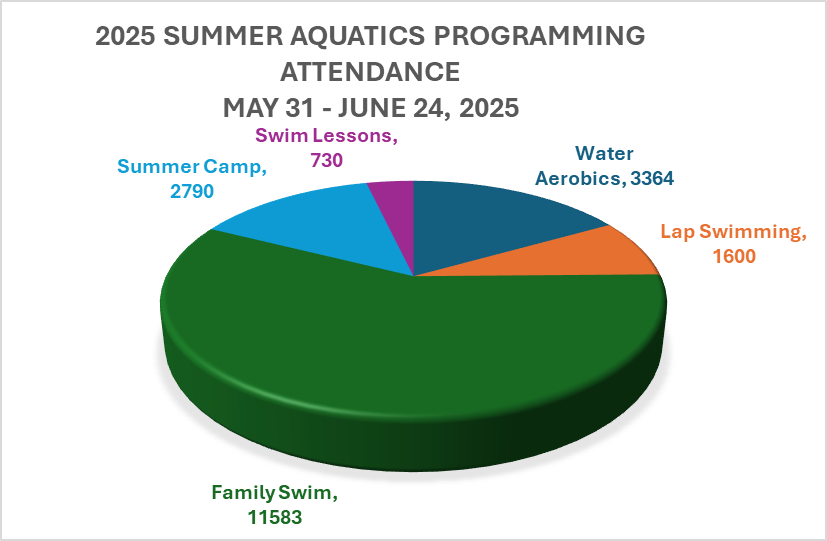 2025 SUMMER AQUATICS PROGRAMMING
ATTENDANCE
MAY 31 - JUNE 24, 2025
Swim Lessons,
730
Summer Camp,
2790
Water
Aerobics, 3364
Lap Swimming,
1600
Family Swim,
11583